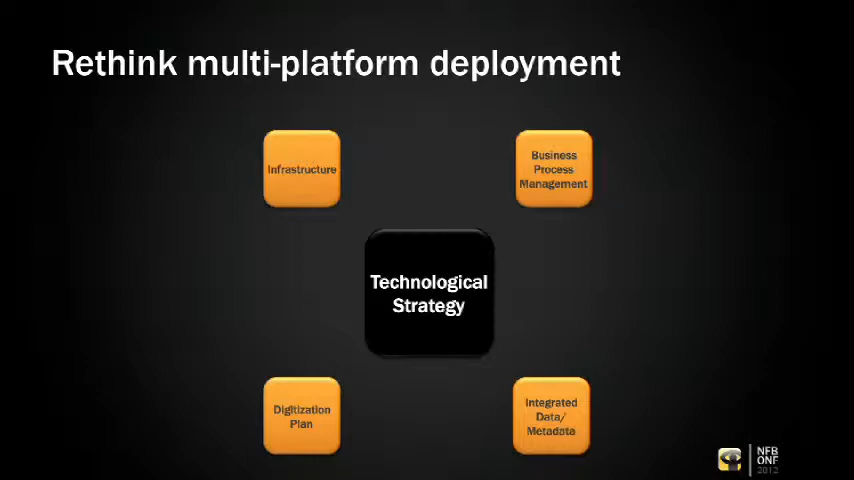 Rethink multi-platform deployment
Infrastructure
Business
Process
Management
Technological
Strategy
Digitization
Plan
Integrated
Data/
Metadata
NFB
ONF
2012